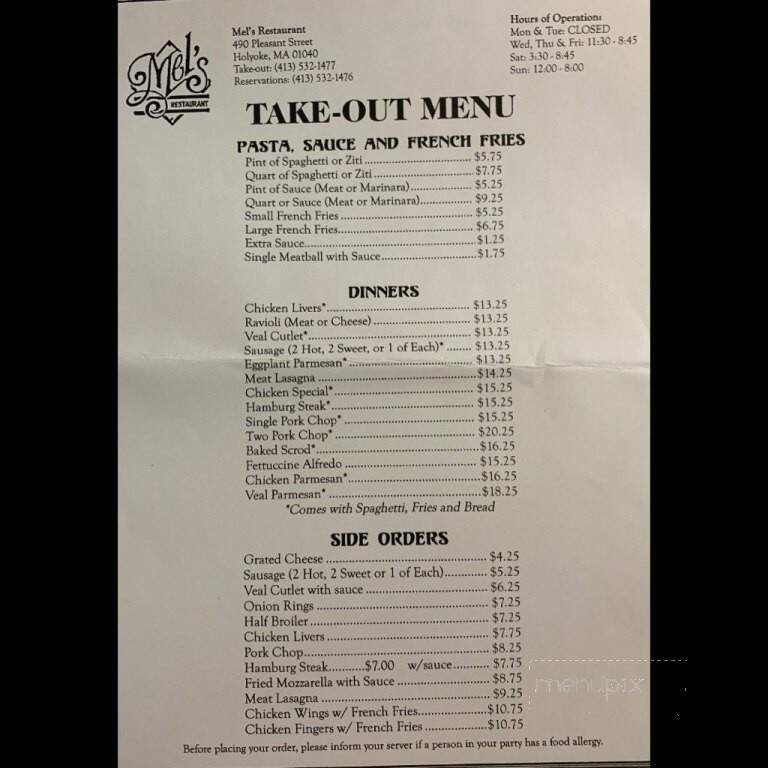 Mel's
RESTAURANT
Mel's Restaurant
490 Pleasant Street
Holyoke, MA 01040
Take-out: (413) 532-1477
Reservations: (413) 532-1476
Hours of Operation:
Mon & Tue: CLOSED
Wed, Thu & Fri: 11:30 - 8:45
Sat: 3:30 - 8:45
Sun: 12:00 - 8:00
TAKE-OUT MENU
PASTA, SAUCE AND FRENCH FRIES
Pint of Spaghetti or Ziti ... $5.75
Quart of Spaghetti or Ziti ... $7.75
Pint of Sauce (Meat or Marinara) ... $5.25
Quart or Sauce (Meat or Marinara) ... $9.25
Small French Fries ... $5.25
Large French Fries ... $6.75
Extra Sauce ... $1.25
Single Meatball with Sauce ... $1.75
DINNERS
Chicken Livers* ... $13.25
Ravioli (Meat or Cheese) ... $13.25
Veal Cutlet* ... $13.25
Sausage (2 Hot, 2 Sweet, or 1 of Each)* ... $13.25
Eggplant Parmesan* ... $13.25
Meat Lasagna ... $14.25
Chicken Special* ... $15.25
Hamburg Steak* ... $15.25
Single Pork Chop* ... $15.25
Two Pork Chop* ... $20.25
Baked Scrod* ... $16.25
Fettuccine Alfredo ... $15.25
Chicken Parmesan* ... $16.25
Veal Parmesan* ... $18.25
*Comes with Spaghetti, Fries and Bread
SIDE ORDERS
Grated Cheese ... $4.25
Sausage (2 Hot, 2 Sweet or 1 of Each) ... $5.25
Veal Cutlet with sauce ... $6.25
Onion Rings ... $7.25
Half Broiler ... $7.25
Chicken Livers ... $7.75
Pork Chop ... $8.25
Hamburg Steak ... $7.00 w/sauce ... $7.75
Fried Mozzarella with Sauce ... $8.75
Meat Lasagna ... $9.25
Chicken Wings w/ French Fries ... $10.75
Chicken Fingers w/ French Fries ... $10.75
Before placing your order, please inform your server if a person in your party has a food allergy.
menupix